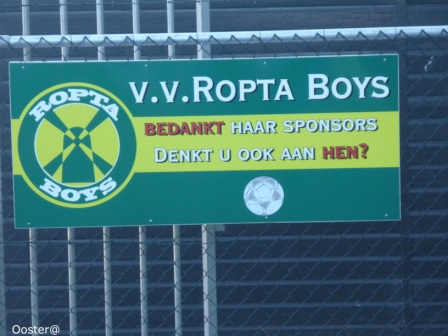 V.V. ROPTA BOYS
BEDANKT HAAR SPONSORS
DENKT U OOK AAN HEN?
ROPTA
BOYS
Ooster@